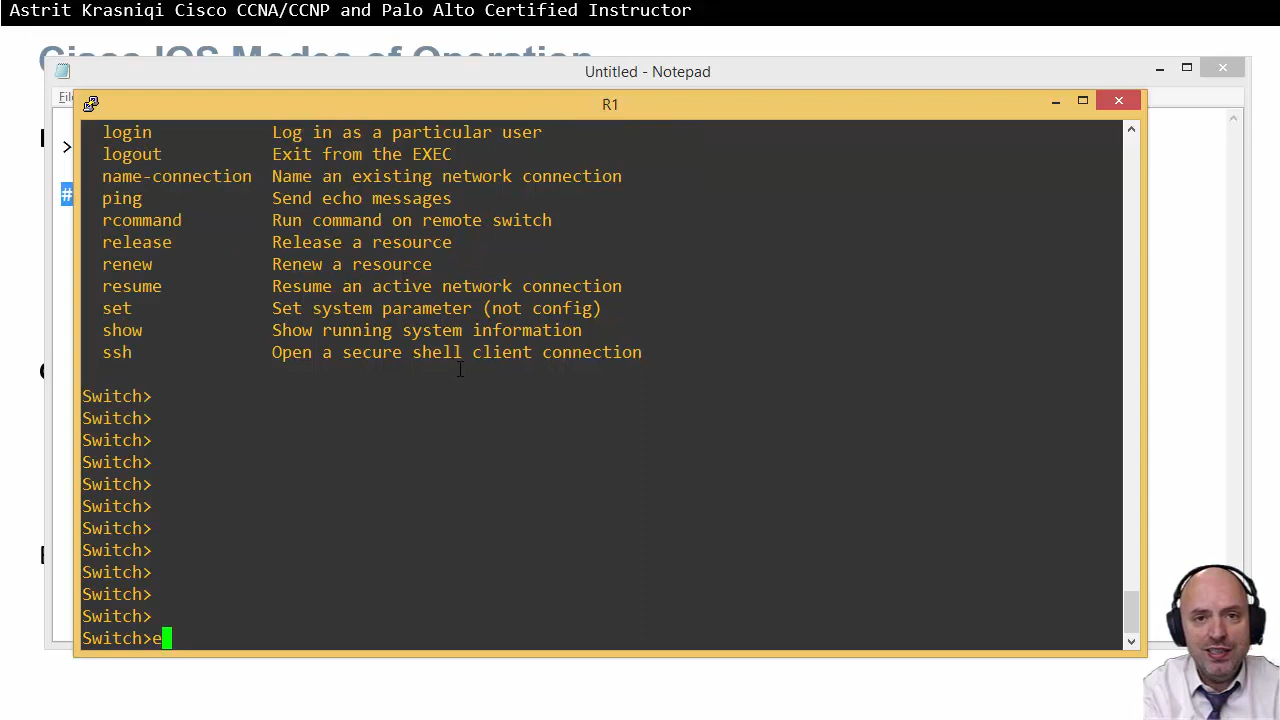 Astrit Krasniqi Cisco CCNA/CCNP and Palo Alto Certified Instructor
Cisco IOS Modes of Operation
Untitled - Notepad
R1
>
#
login Log in as a particular user
logout Exit from the EXEC
name-connection Name an existing network connection
ping Send echo messages
rcommand Run command on remote switch
release Release a resource
renew Renew a resource
resume Resume an active network connection
set Set system parameter (not config)
show Show running system information
ssh Open a secure shell client connection
Switch>
Switch>
Switch>
Switch>
Switch>
Switch>
Switch>
Switch>
Switch>
Switch>
Switch>
Switch>e